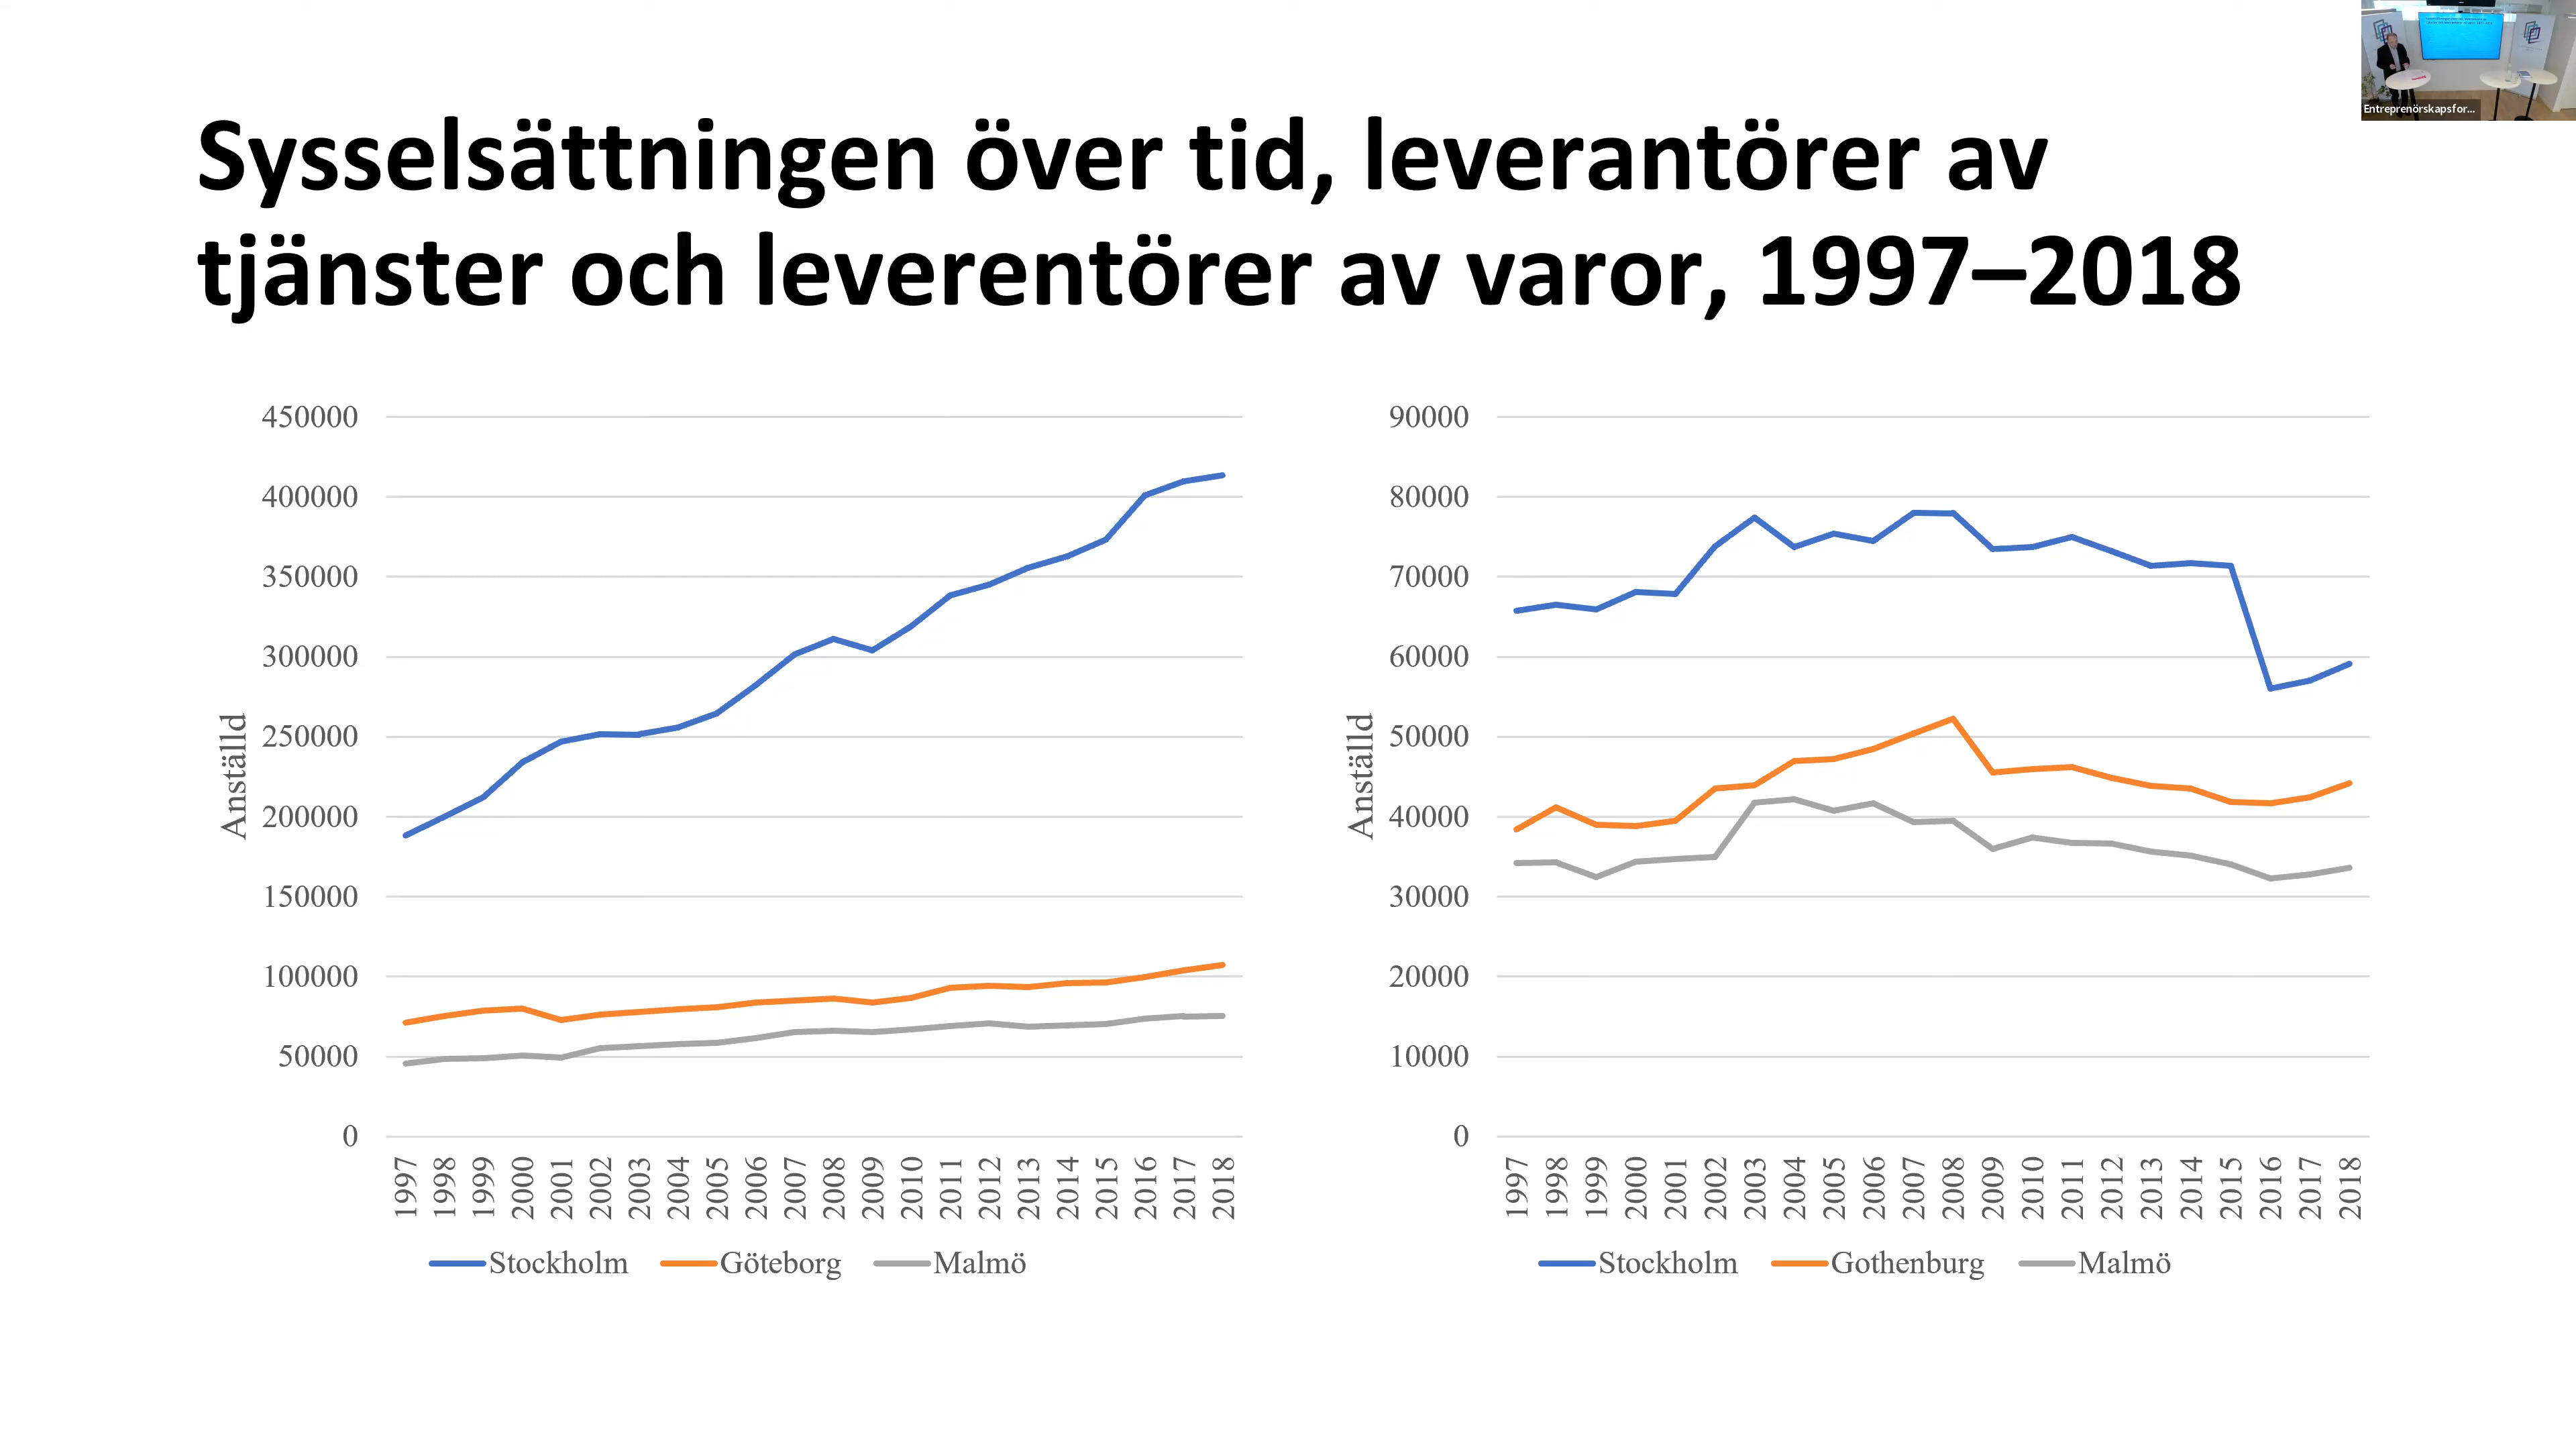 Entreprenörskapsfor...
Sysselsättningen över tid, leverantörer av
tjänster och leverentörer av varor, 1997–2018
Anställd
450000
400000
350000
300000
250000
200000
150000
100000
50000
0
1997 1998 1999 2000 2001 2002 2003 2004 2005 2006 2007 2008 2009 2010 2011 2012 2013 2014 2015 2016 2017 2018
Stockholm Göteborg Malmö
Anställd
90000
80000
70000
60000
50000
40000
30000
20000
10000
0
1997 1998 1999 2000 2001 2002 2003 2004 2005 2006 2007 2008 2009 2010 2011 2012 2013 2014 2015 2016 2017 2018
Stockholm Gothenburg Malmö